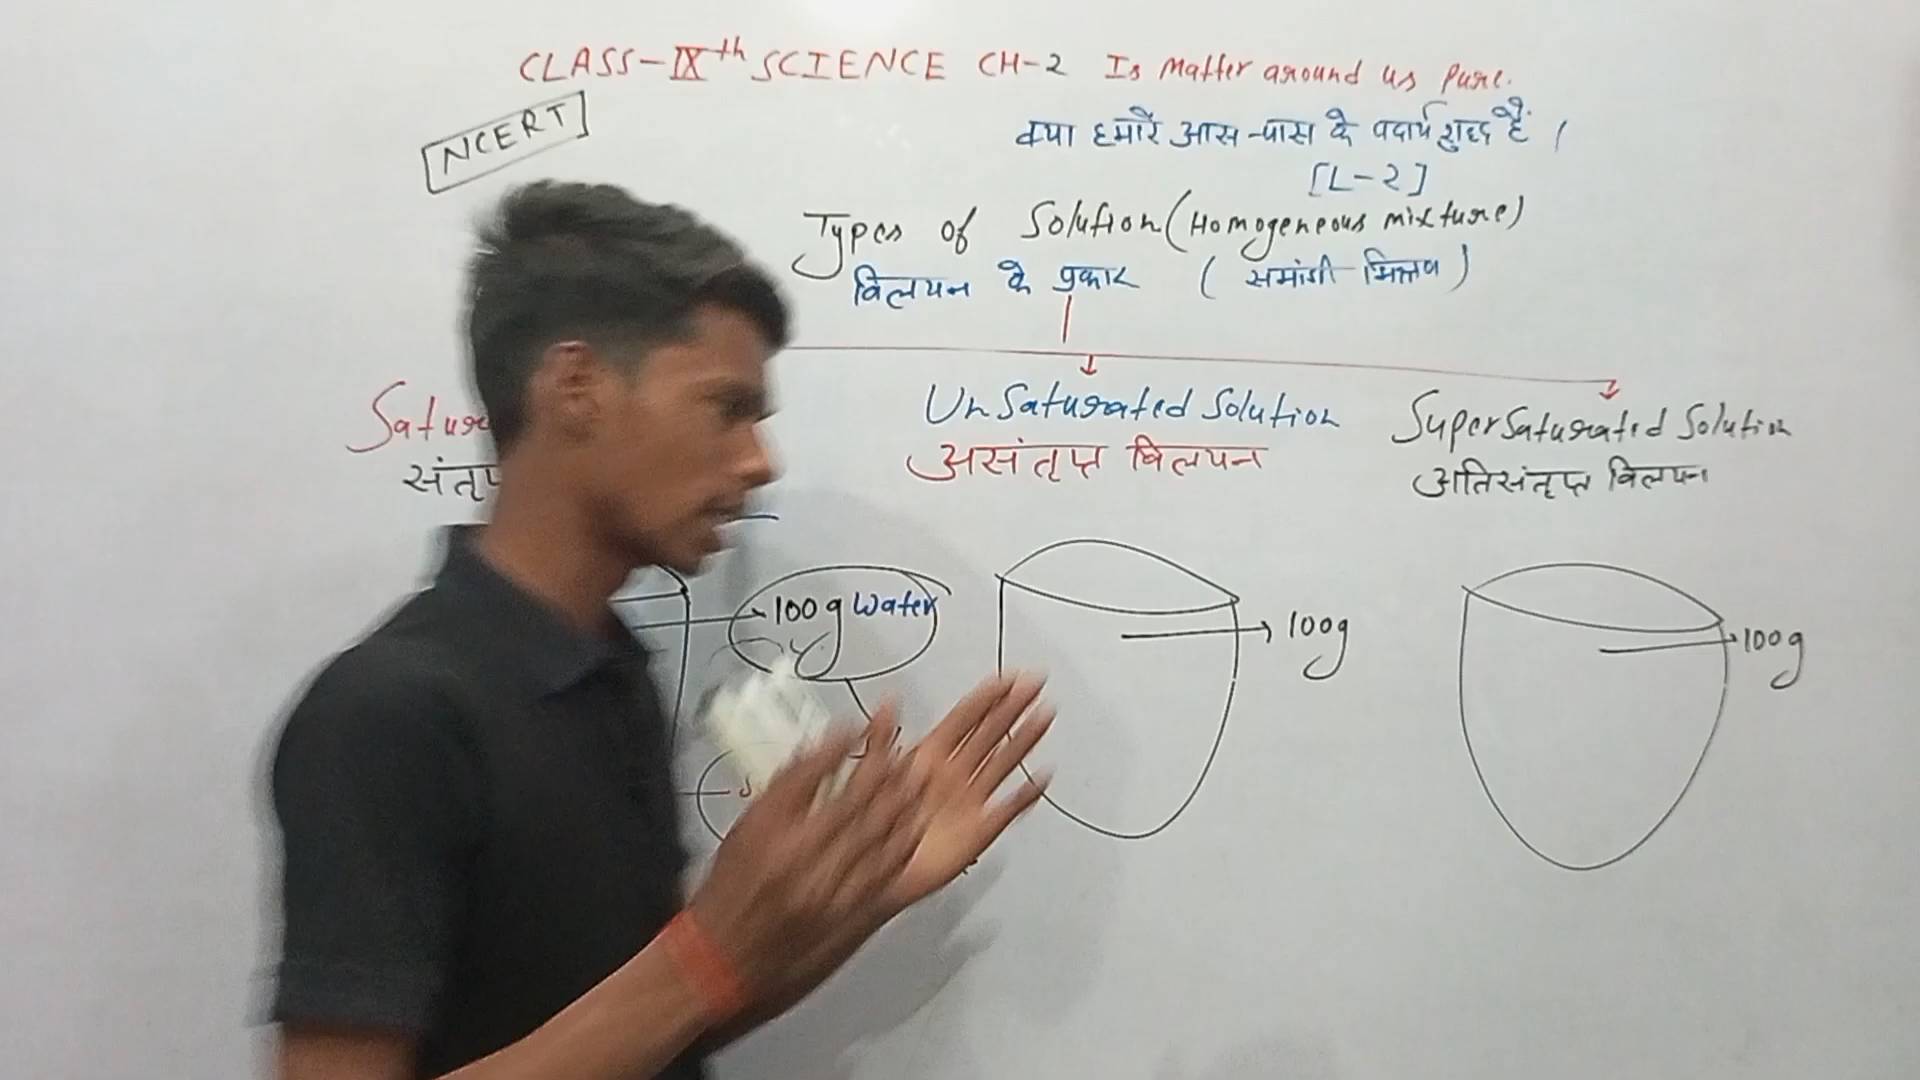 CLASS-IXth SCIENCE CH-2 Is Matter around us Pure.
NCERT
क्या हमारे आस-पास के पदार्थ शुद्ध हैं।
[L-2]
Types of Solution (Homogeneous mixture)
विलयन के प्रकार (समांगी मिश्रण)
UnSaturated Solution
SuperSaturated Solution
असंतृप्त विलयन
अतिसंतृप्त विलयन
100g Water
100g
100g